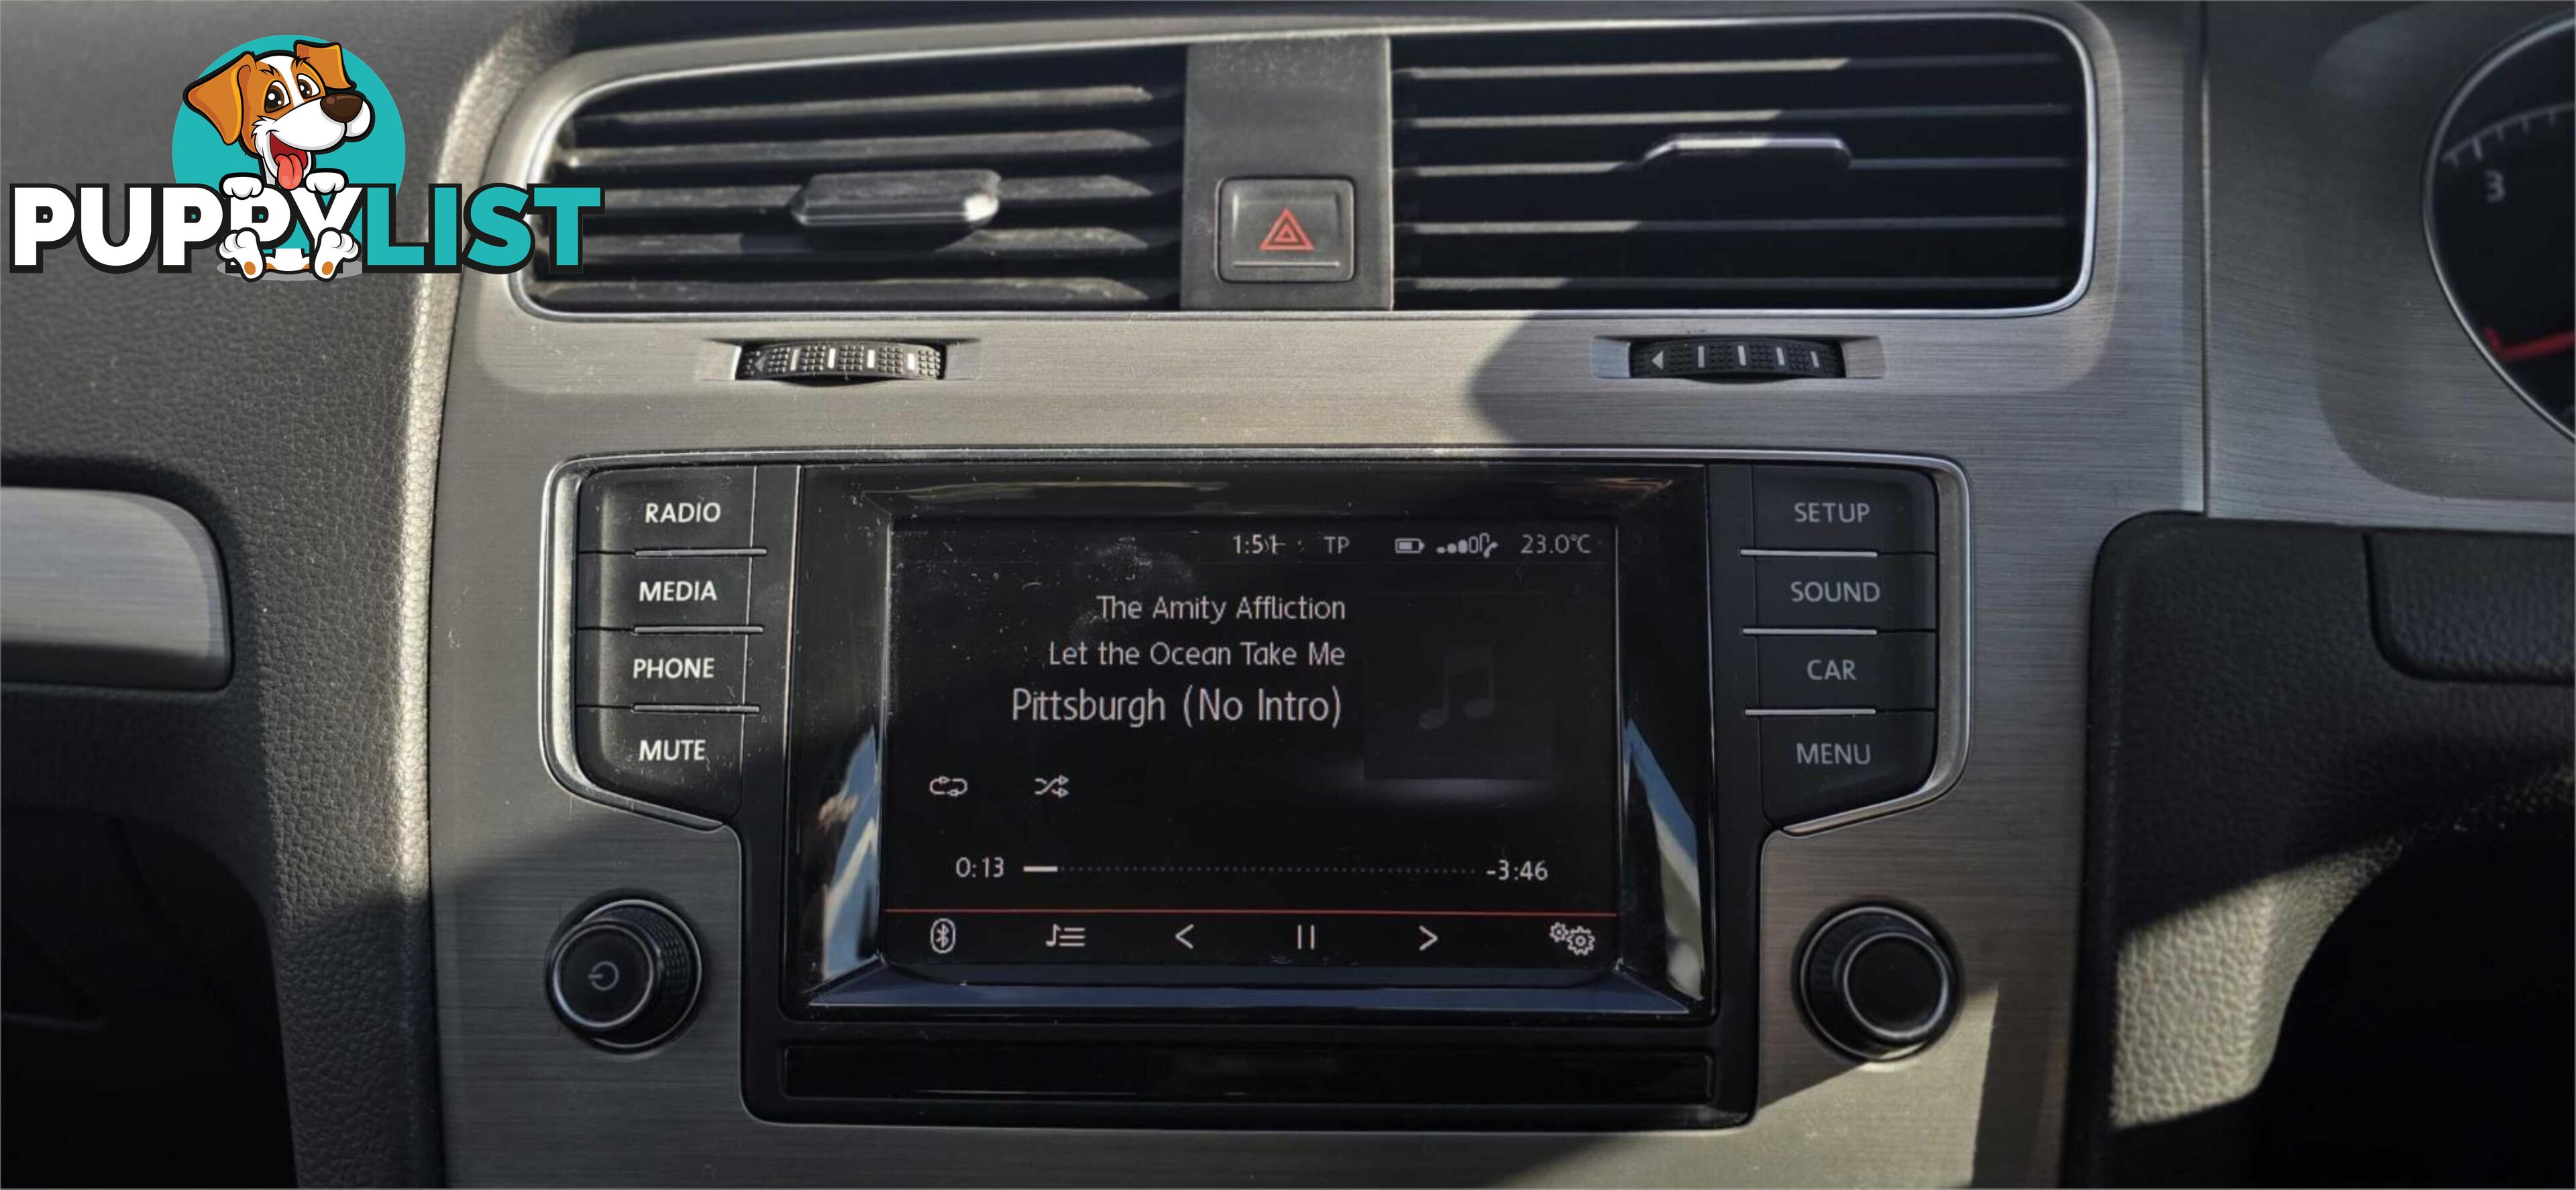 PUPPYLIST
3
RADIO
MEDIA
PHONE
MUTE
TP 23.0°C
The Amity Affliction
Let the Ocean Take Me
Pittsburgh (No Intro)
0:13 -3:46
SETUP
SOUND
CAR
MENU